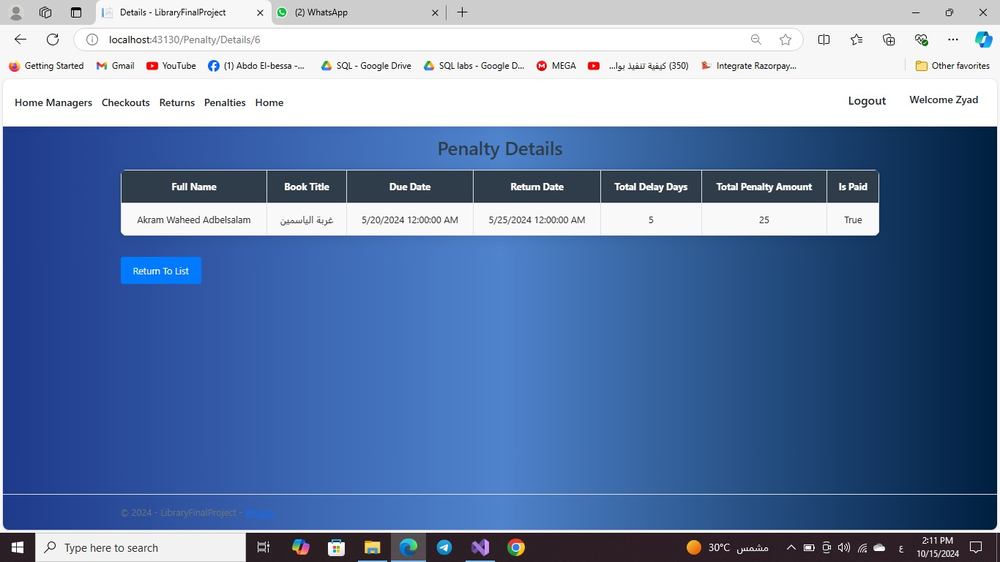 Details - LibraryFinalProject
(2) WhatsApp
localhost:43130/Penalty/Details/6
Getting Started
Gmail
YouTube
(1) Abdo El-bessa -...
SQL - Google Drive
SQL labs - Google D...
MEGA
(350) كيفية تنفيذ بوا...
Integrate Razorpay...
Other favorites
Home Managers Checkouts Returns Penalties Home Logout Welcome Zyad
Penalty Details
Full Name Book Title Due Date Return Date Total Delay Days Total Penalty Amount Is Paid
Akram Waheed Adbelsalam غربة الياسمين 5/20/2024 12:00:00 AM 5/25/2024 12:00:00 AM 5 25 True
Return To List
© 2024 - LibraryFinalProject - Privacy
Type here to search
30°C مشمس
ع
2:11 PM
10/15/2024